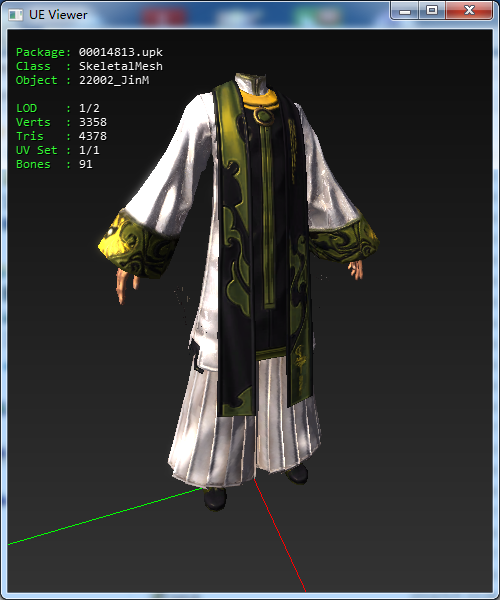 UE Viewer
Package: 00014813.upk
Class : SkeletalMesh
Object : 22002_JinM
LOD : 1/2
Verts : 3358
Tris : 4378
UV Set : 1/1
Bones : 91